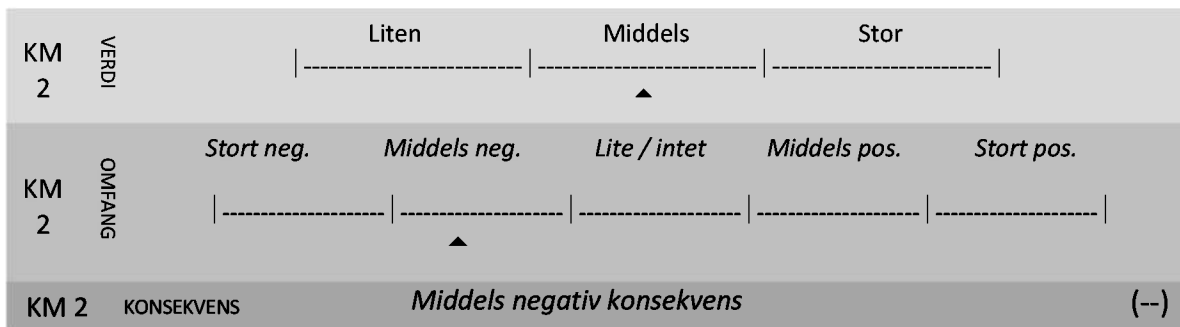 KM 2 VERDI
Liten Middels Stor
|----------------------------|----------------------------|----------------------------|
KM 2 OMFANG
Stort neg. Middels neg. Lite / intet Middels pos. Stort pos.
|----------------------|----------------------|----------------------|----------------------|----------------------|
KM 2 KONSEKVENS Middels negativ konsekvens (--)